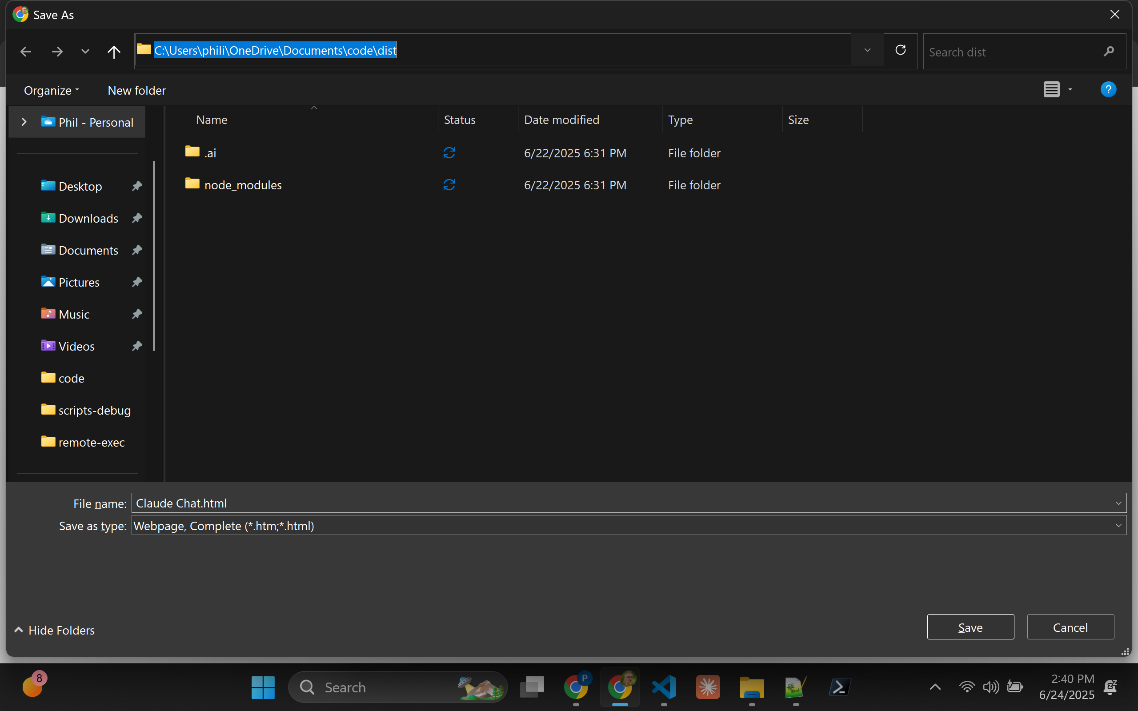 Save As
C:\Users\phili\OneDrive\Documents\code\dist
Search dist
Organize
New folder
?
Phil - Personal
Name Status Date modified Type Size
.ai 6/22/2025 6:31 PM File folder
node_modules 6/22/2025 6:31 PM File folder
Desktop
Downloads
Documents
Pictures
Music
Videos
code
scripts-debug
remote-exec
File name: Claude Chat.html
Save as type: Webpage, Complete (*.htm;*.html)
Hide Folders
Save
Cancel
8
Search
P
2:40 PM
6/24/2025